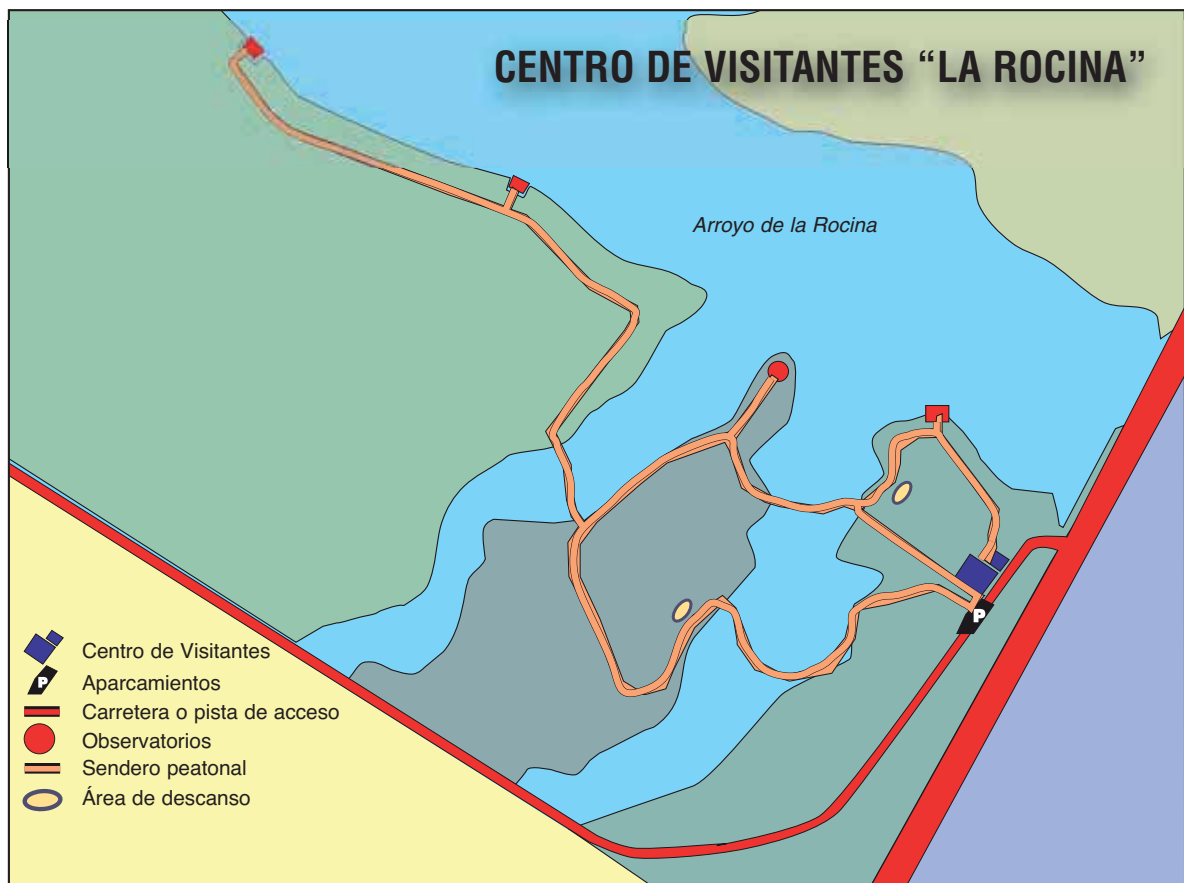 CENTRO DE VISITANTES “LA ROCINA”
Arroyo de la Rocina
P
Centro de Visitantes
P
Aparcamientos
Carretera o pista de acceso
Observatorios
Sendero peatonal
Área de descanso